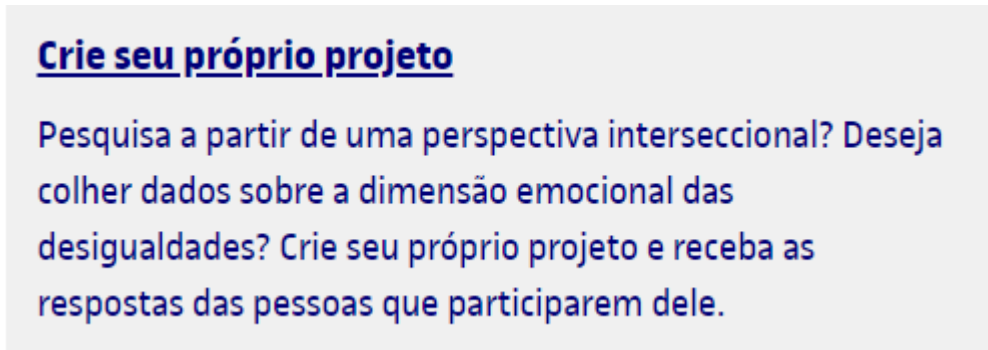 Crie seu próprio projeto
Pesquisa a partir de uma perspectiva interseccional? Deseja
colher dados sobre a dimensão emocional das
desigualdades? Crie seu próprio projeto e receba as
respostas das pessoas que participarem dele.